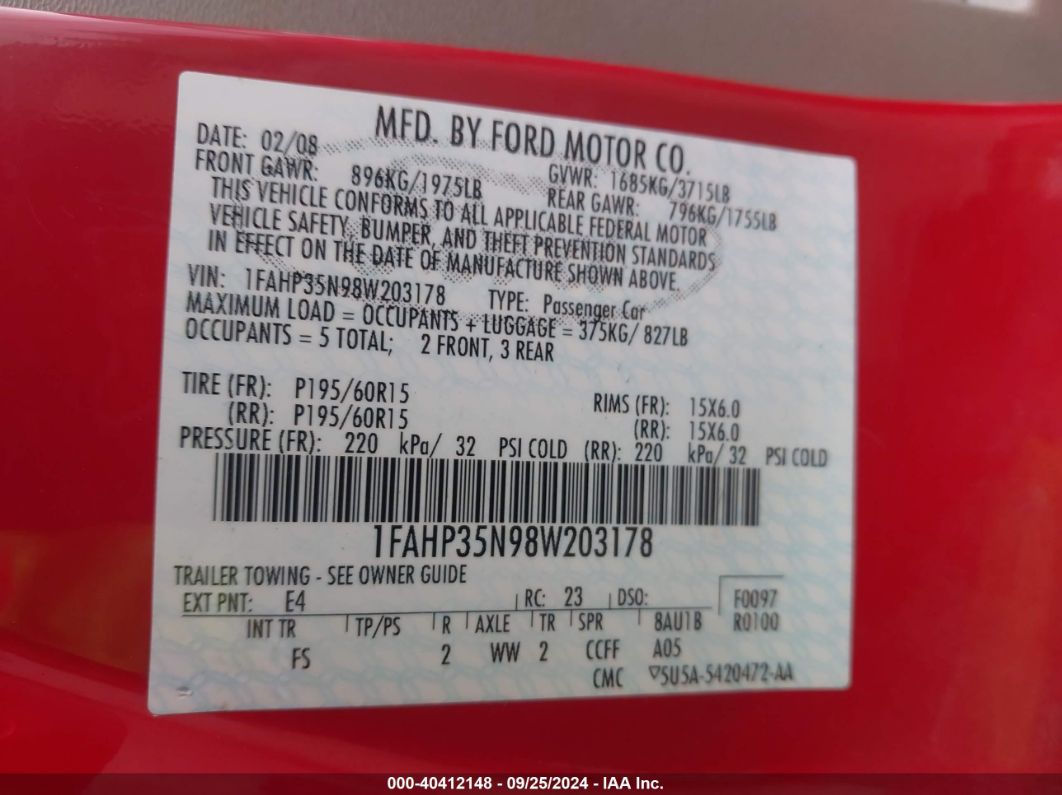 MFD. BY FORD MOTOR CO.
DATE: 02/08 GVWR: 1685KG/3715LB
FRONT GAWR: 896KG/1975LB REAR GAWR: 796KG/1755LB
THIS VEHICLE CONFORMS TO ALL APPLICABLE FEDERAL MOTOR
VEHICLE SAFETY, BUMPER, AND THEFT PREVENTION STANDARDS
IN EFFECT ON THE DATE OF MANUFACTURE SHOWN ABOVE.
VIN: 1FAHP35N98W203178 TYPE: Passenger Car
MAXIMUM LOAD = OCCUPANTS + LUGGAGE = 375KG/ 827LB
OCCUPANTS = 5 TOTAL; 2 FRONT, 3 REAR
TIRE (FR): P195/60R15 RIMS (FR): 15X6.0
(RR): P195/60R15 (RR): 15X6.0
PRESSURE (FR): 220 kPa/ 32 PSI COLD (RR): 220 kPa/ 32 PSI COLD
1FAHP35N98W203178
TRAILER TOWING - SEE OWNER GUIDE
EXT PNT: E4 RC: 23 DSO: F0097
INT TR TP/PS R AXLE TR SPR 8AU1B R0100
FS 2 WW 2 CCFF A05
CMC ▽5U5A-5420472-AA
000-40412148 - 09/25/2024 - IAA Inc.